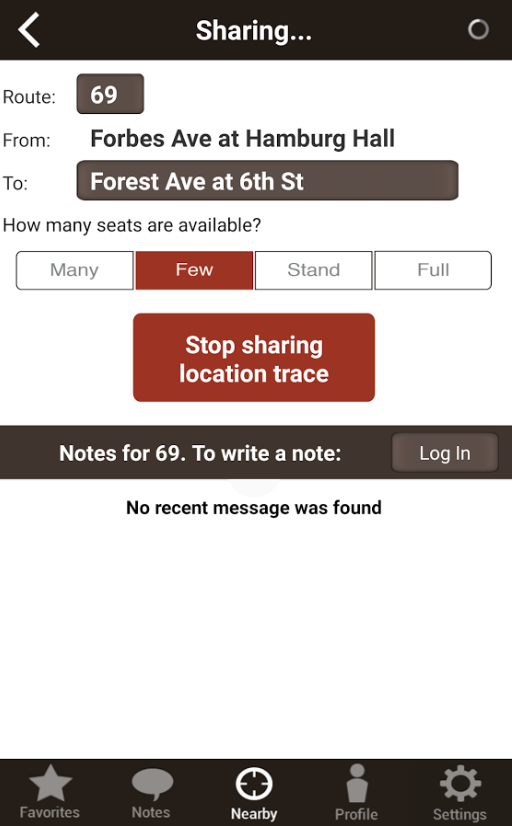 Sharing...
Route: 69
From: Forbes Ave at Hamburg Hall
To: Forest Ave at 6th St
How many seats are available?
Many Few Stand Full
Stop sharing
location trace
Notes for 69. To write a note: Log In
No recent message was found
Favorites Notes Nearby Profile Settings